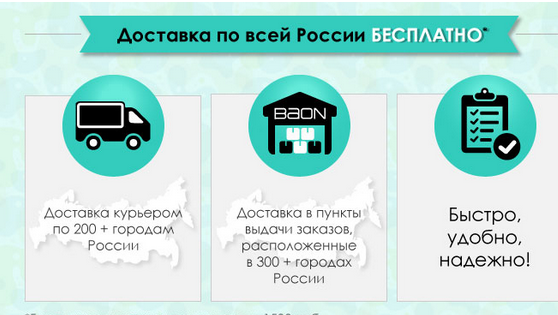 Доставка по всей России БЕСПЛАТНО*
BAON
Доставка курьером
по 200 + городам
России
Доставка в пункты
выдачи заказов,
расположенные
в 300 + городах
России
Быстро,
удобно,
надежно!